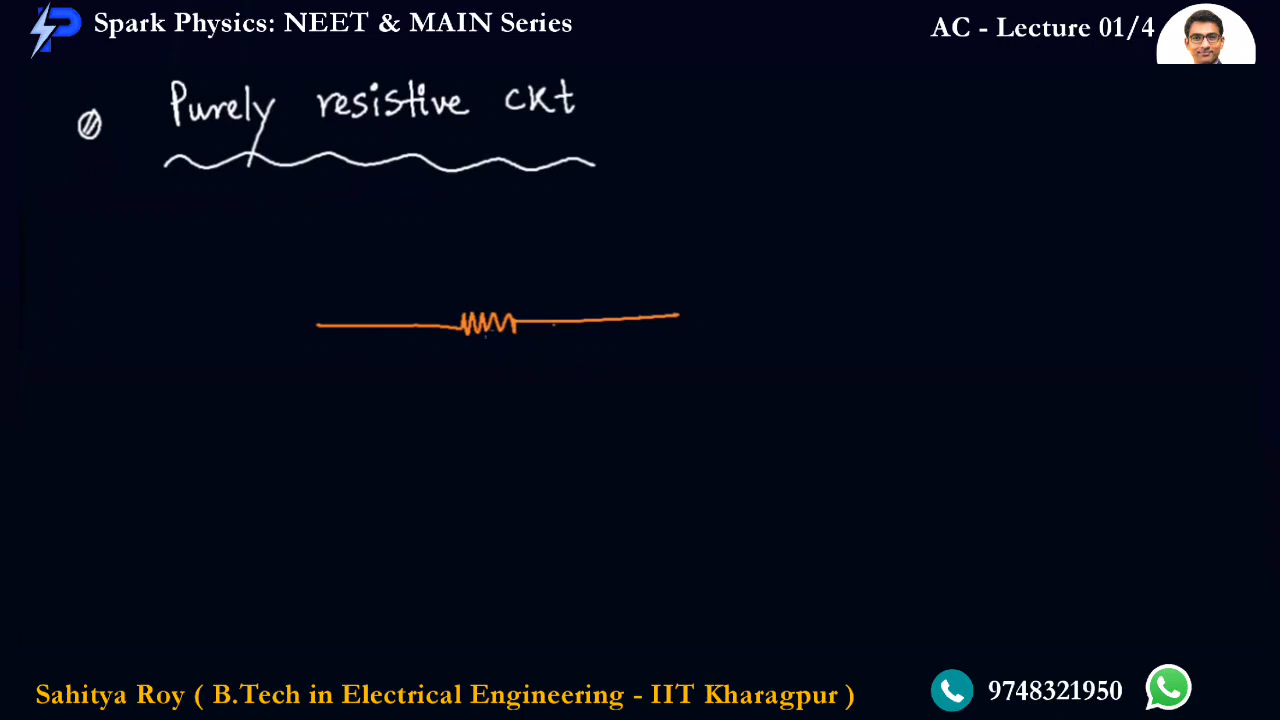 Spark Physics: NEET & MAIN Series
AC - Lecture 01/4
Purely resistive ckt
Sahitya Roy ( B.Tech in Electrical Engineering - IIT Kharagpur )
9748321950